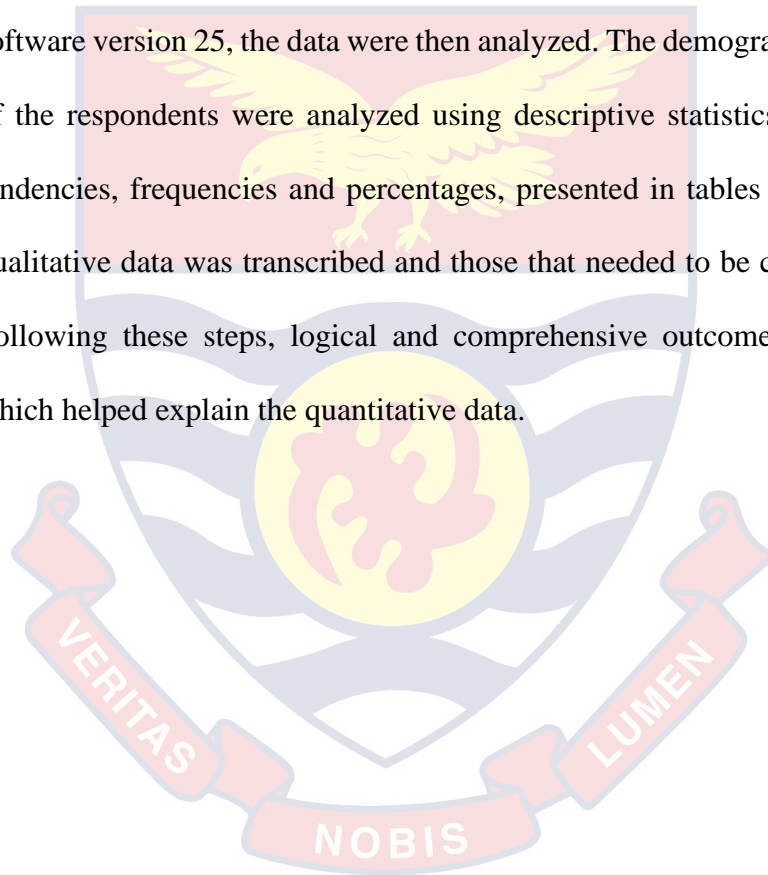 oftware version 25, the data were then analyzed. The demogra
f the respondents were analyzed using descriptive statistics
ndencies, frequencies and percentages, presented in tables
ualitative data was transcribed and those that needed to be c
ollowing these steps, logical and comprehensive outcome
hich helped explain the quantitative data.
VERITAS
NOBIS
LUMEN